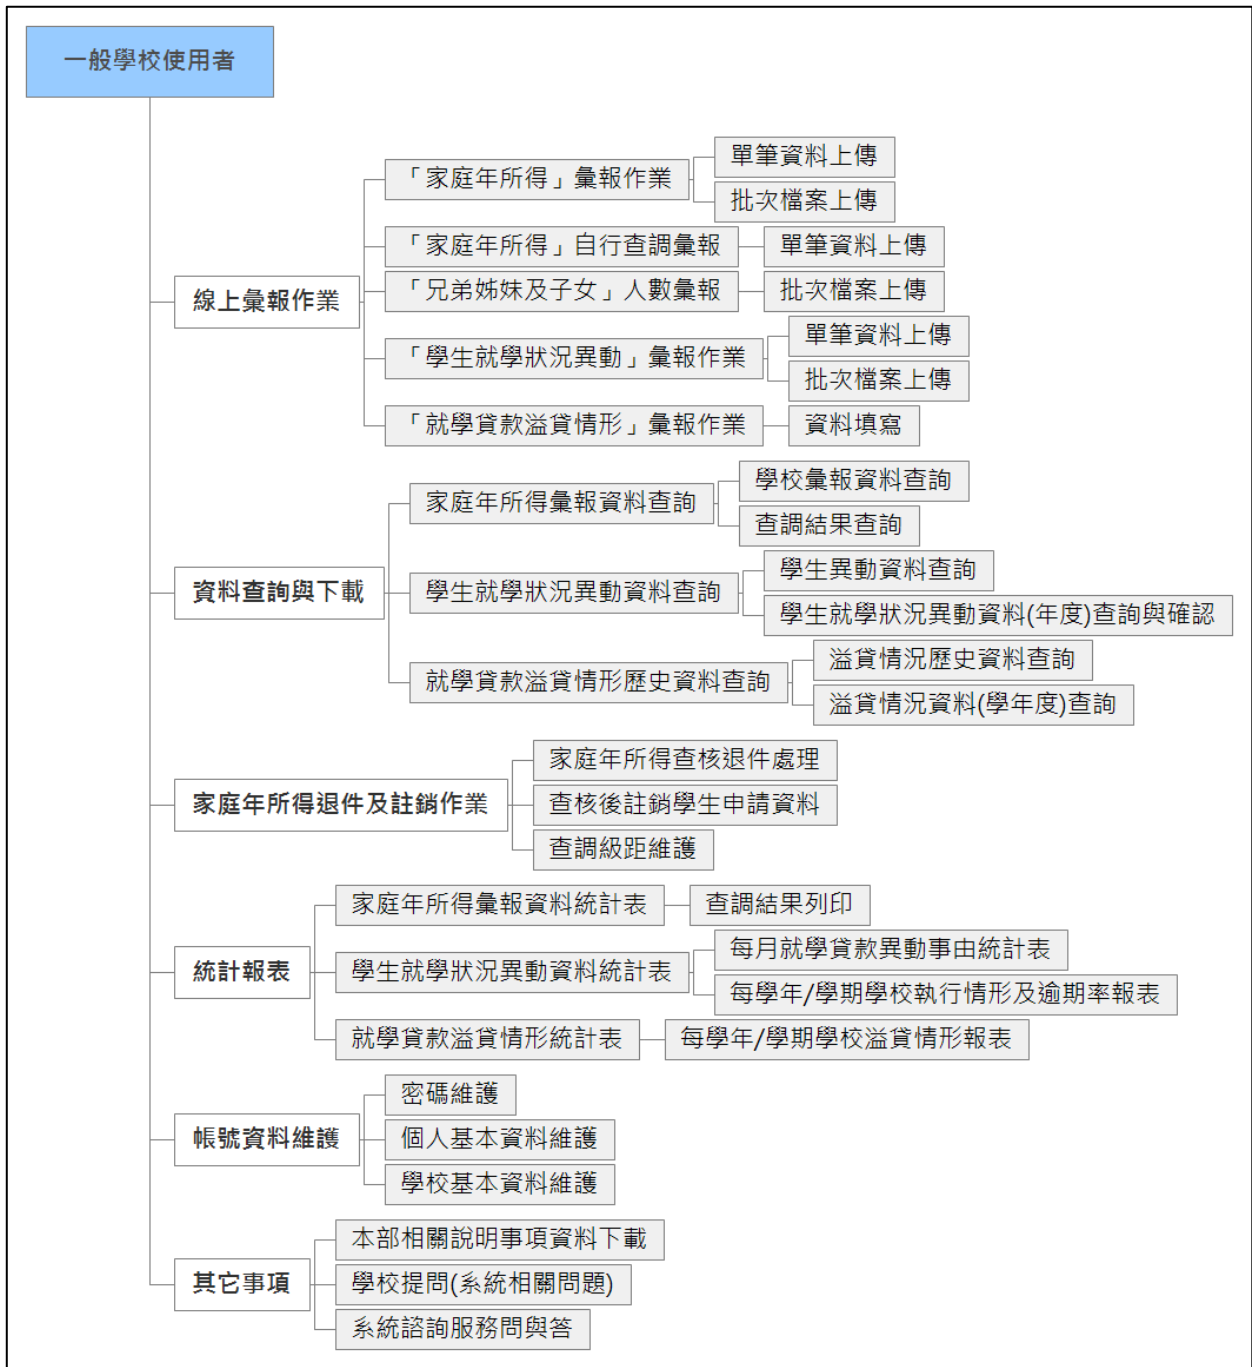 一般學校使用者
線上彙報作業
「家庭年所得」彙報作業
單筆資料上傳
批次檔案上傳
「家庭年所得」自行查調彙報
單筆資料上傳
「兄弟姊妹及子女」人數彙報
批次檔案上傳
「學生就學狀況異動」彙報作業
單筆資料上傳
批次檔案上傳
「就學貸款溢貸情形」彙報作業
資料填寫
資料查詢與下載
家庭年所得彙報資料查詢
學校彙報資料查詢
查調結果查詢
學生就學狀況異動資料查詢
學生異動資料查詢
學生就學狀況異動資料(年度)查詢與確認
就學貸款溢貸情形歷史資料查詢
溢貸情況歷史資料查詢
溢貸情況資料(學年度)查詢
家庭年所得退件及註銷作業
家庭年所得查核退件處理
查核後註銷學生申請資料
查調級距維護
統計報表
家庭年所得彙報資料統計表
查調結果列印
學生就學狀況異動資料統計表
每月就學貸款異動事由統計表
每學年/學期學校執行情形及逾期率報表
就學貸款溢貸情形統計表
每學年/學期學校溢貸情形報表
帳號資料維護
密碼維護
個人基本資料維護
學校基本資料維護
其它事項
本部相關說明事項資料下載
學校提問(系統相關問題)
系統諮詢服務問與答